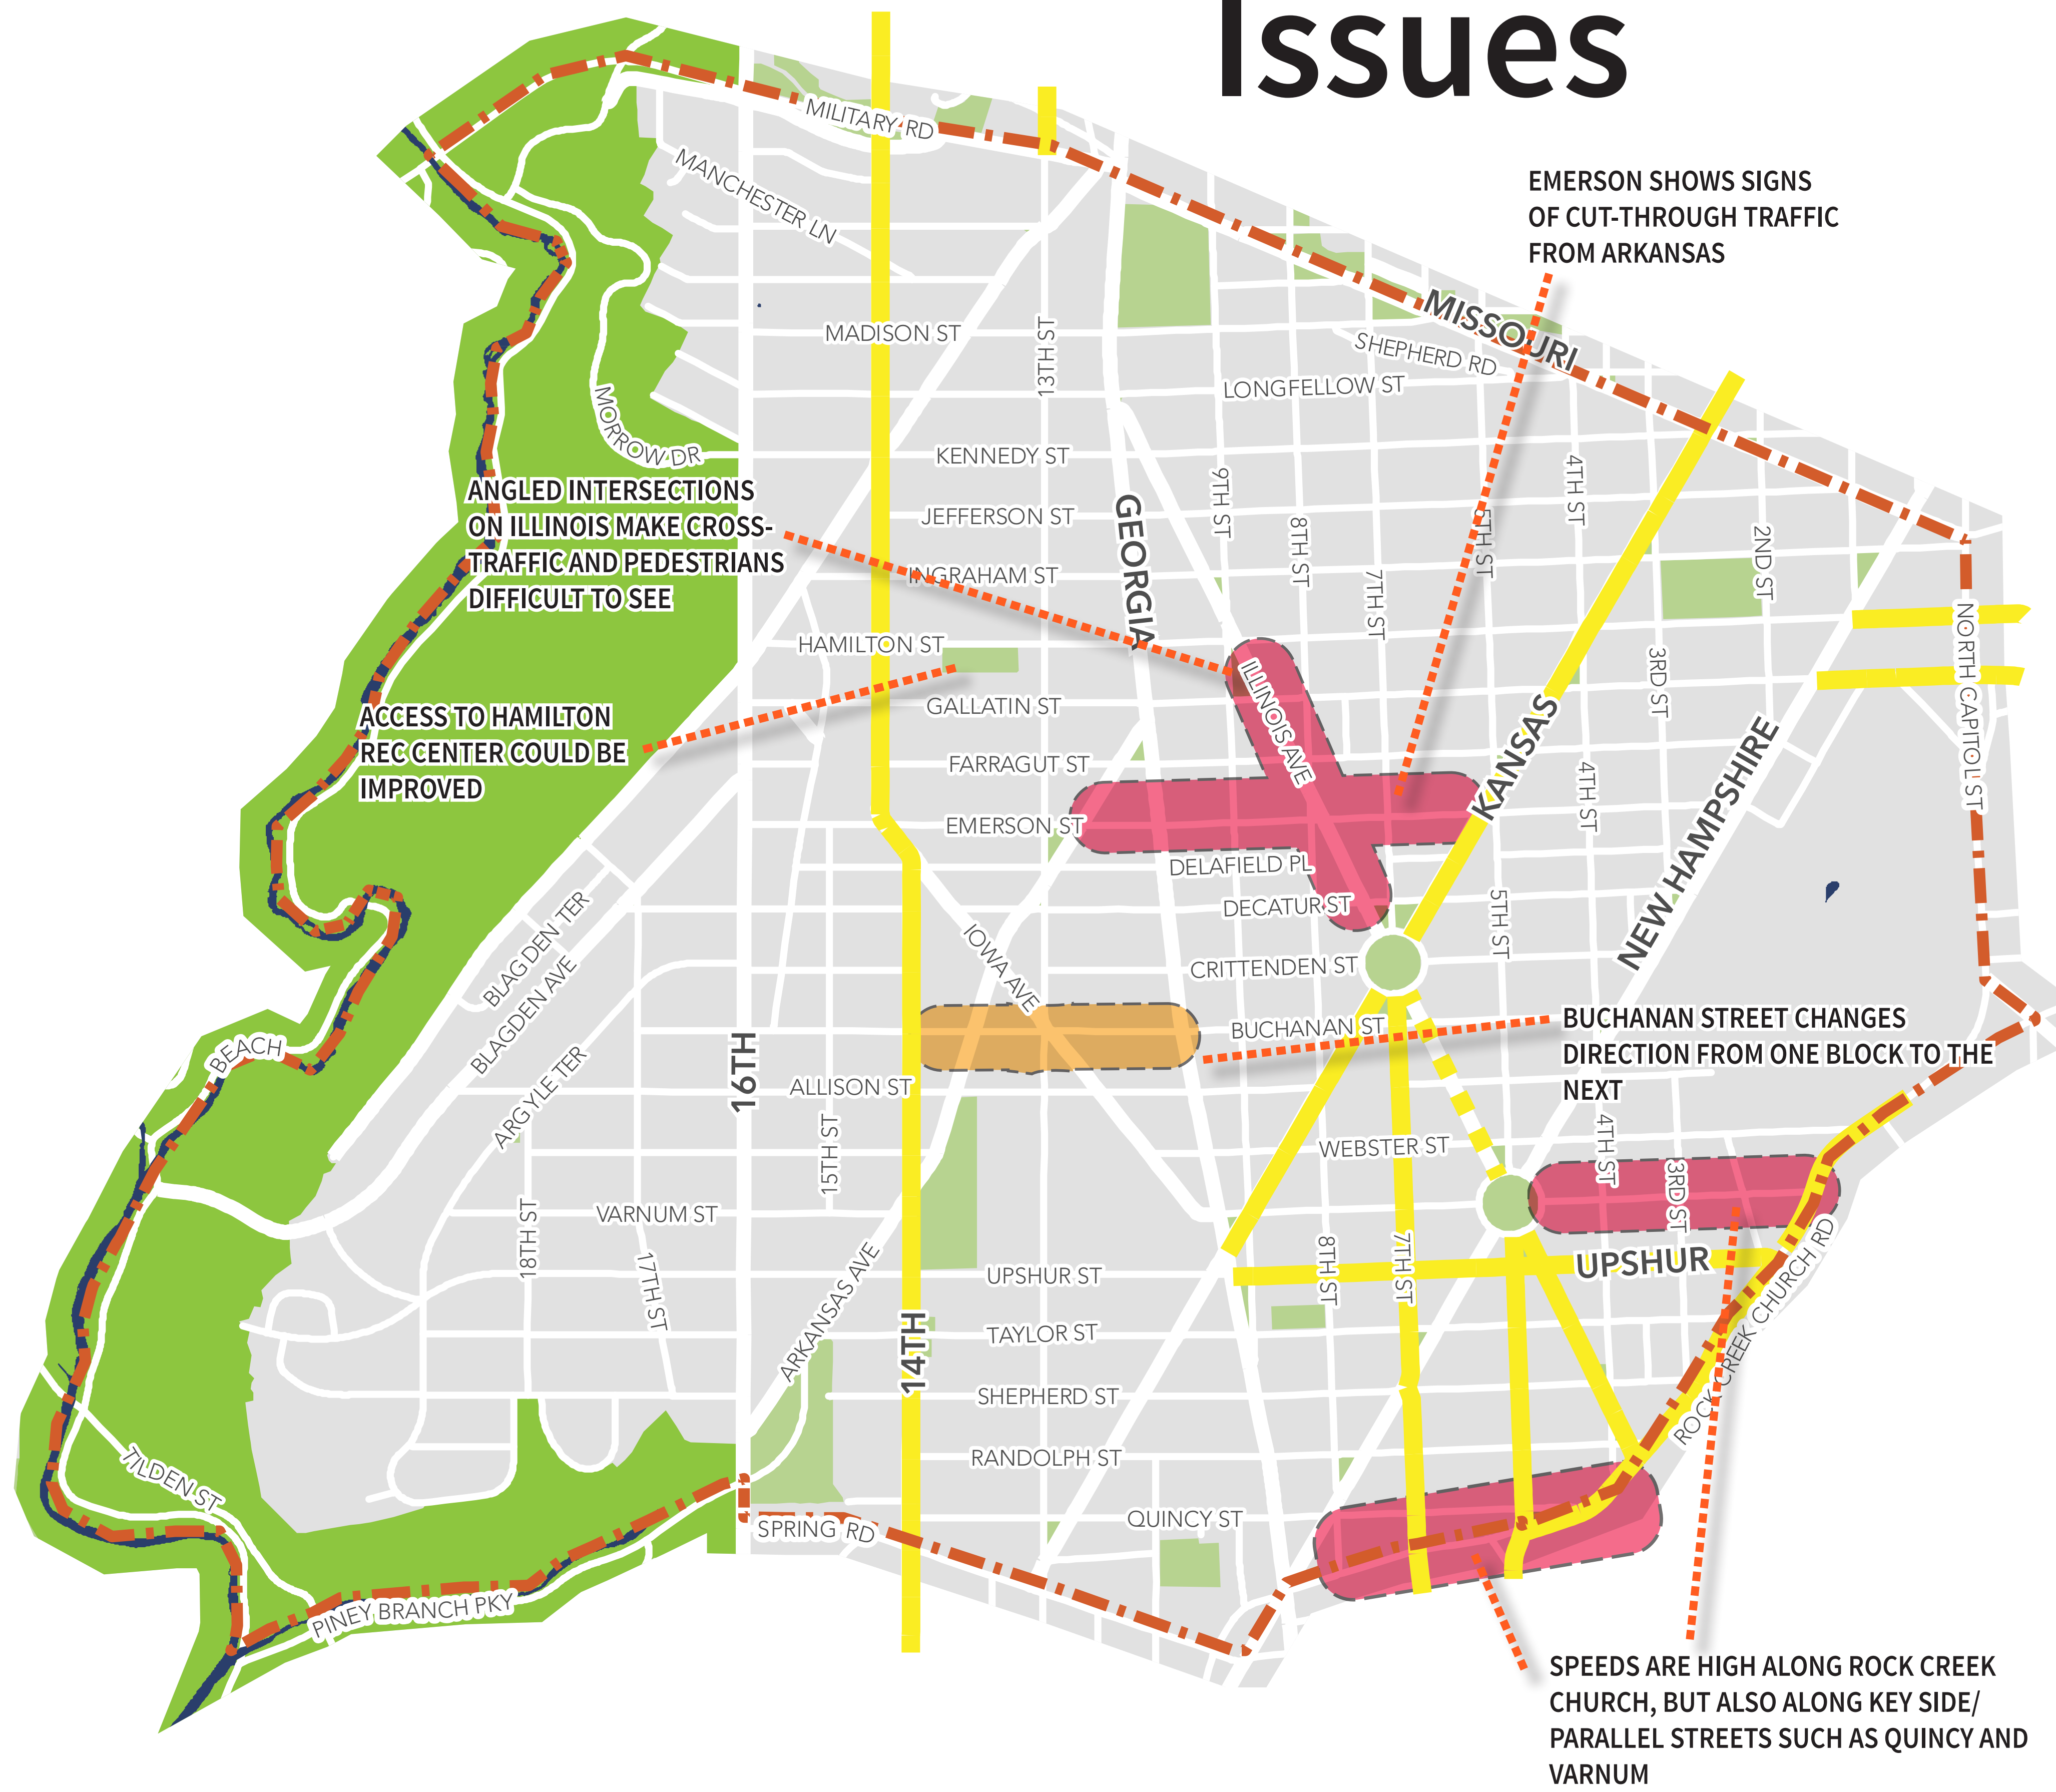 Issues
MILITARY RD
MANCHESTER LN
EMERSON SHOWS SIGNS
OF CUT-THROUGH TRAFFIC
FROM ARKANSAS
MISSOURI
MADISON ST
13TH ST
SHEPHERD RD
LONGFELLOW ST
MORROW DR
KENNEDY ST
ANGLED INTERSECTIONS
ON ILLINOIS MAKE CROSS-
TRAFFIC AND PEDESTRIANS
DIFFICULT TO SEE
JEFFERSON ST
GEORGIA
9TH ST
8TH ST
7TH ST
5TH ST
4TH ST
2ND ST
INGRAHAM ST
HAMILTON ST
ACCESS TO HAMILTON
REC CENTER COULD BE
IMPROVED
GALLATIN ST
ILLINOIS AVE
3RD ST
NORTH CAPITOL ST
FARRAGUT ST
KANSAS
4TH ST
NEW HAMPSHIRE
EMERSON ST
DELAFIELD PL
DECATUR ST
5TH ST
BLAGDEN TER
BLAGDEN AVE
IOWA AVE
CRITTENDEN ST
BUCHANAN ST
BUCHANAN STREET CHANGES
DIRECTION FROM ONE BLOCK TO THE
NEXT
BEACH
16TH
ARGYLE TER
ALLISON ST
15TH ST
WEBSTER ST
4TH ST
3RD ST
18TH ST
VARNUM ST
17TH ST
ARKANSAS AVE
14TH
UPSHUR ST
8TH ST
7TH ST
UPSHUR
ROCK CREEK CHURCH RD
TAYLOR ST
SHEPHERD ST
RANDOLPH ST
TILDEN ST
SPRING RD
QUINCY ST
PINEY BRANCH PKY
SPEEDS ARE HIGH ALONG ROCK CREEK
CHURCH, BUT ALSO ALONG KEY SIDE/
PARALLEL STREETS SUCH AS QUINCY AND
VARNUM